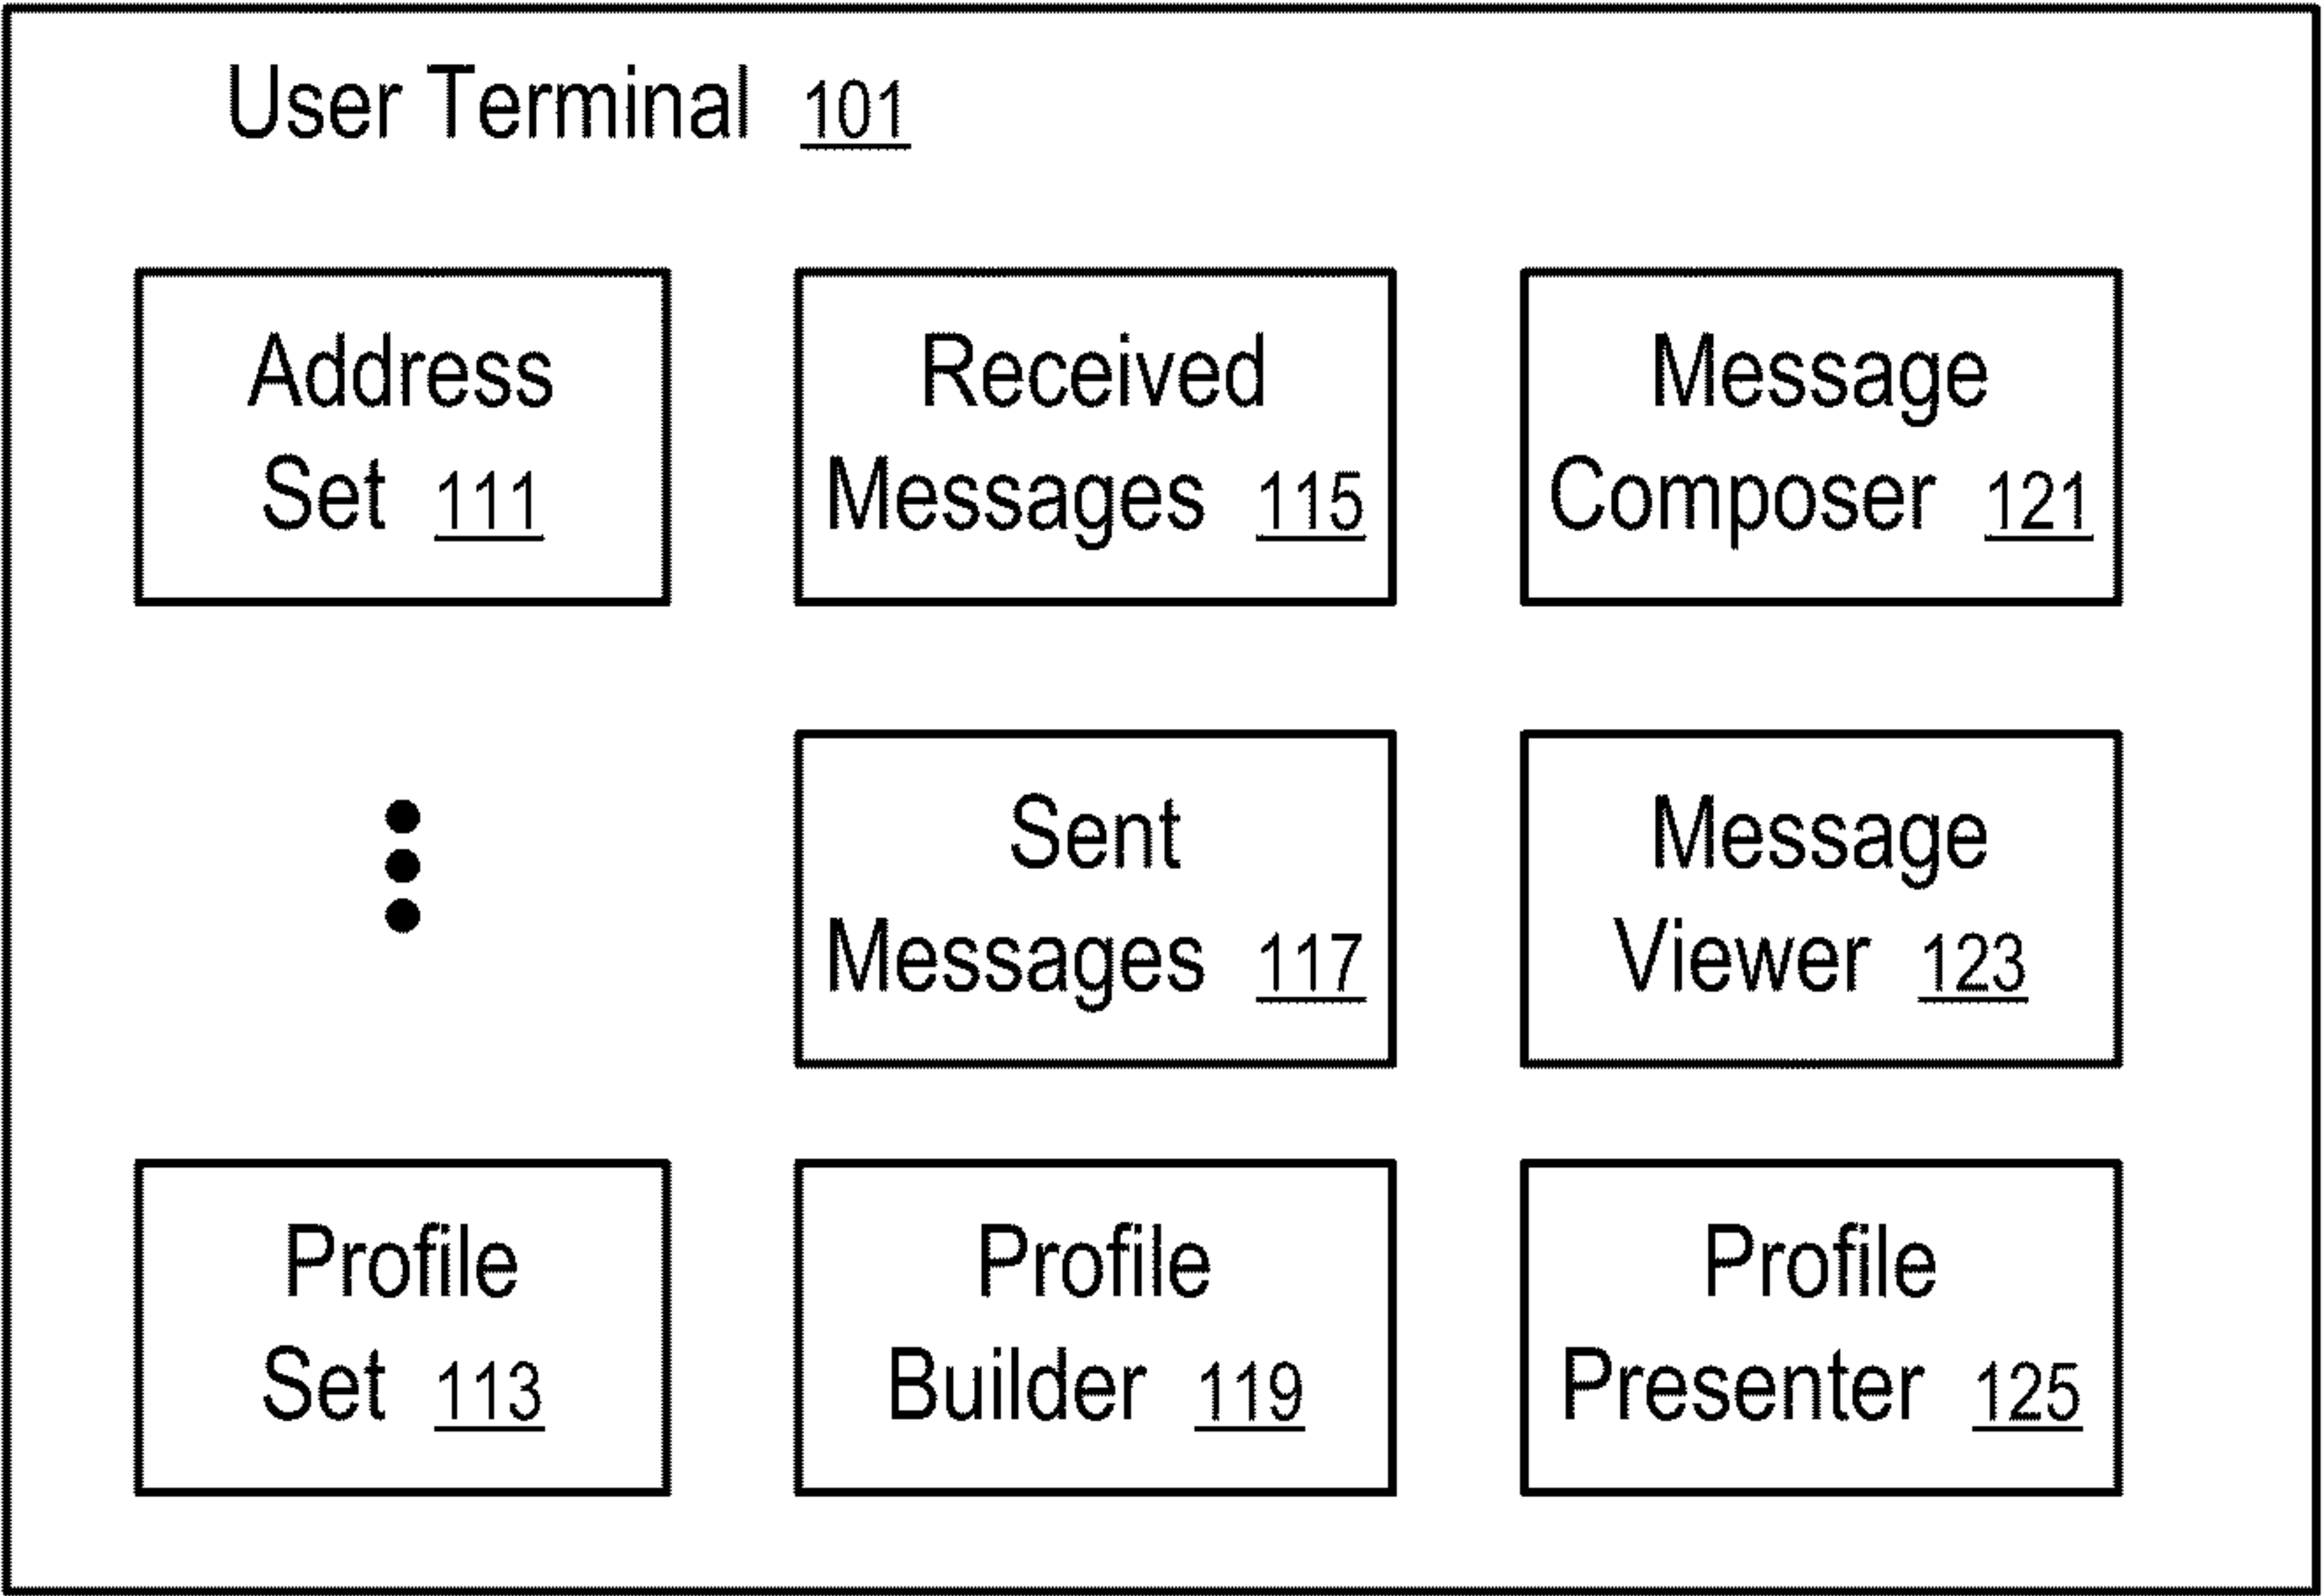 User Terminal 101
Address
Set 111
Received
Messages 115
Message
Composer 121
Sent
Messages 117
Message
Viewer 123
Profile
Set 113
Profile
Builder 119
Profile
Presenter 125